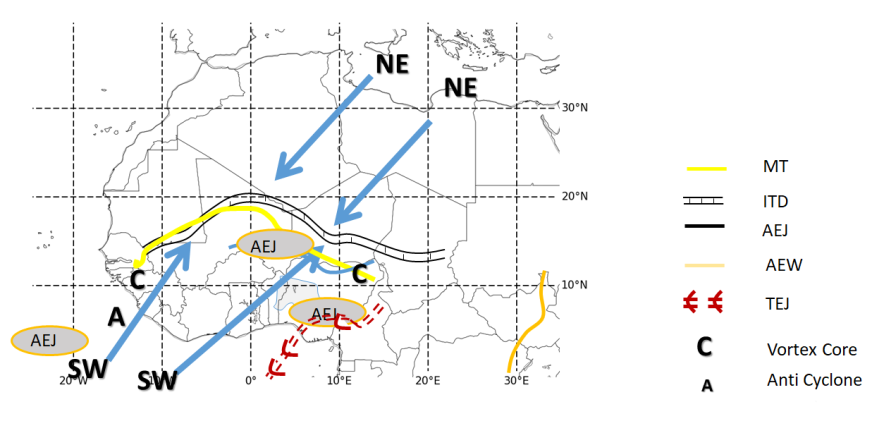 NE
NE
30°N
20°N
AEJ
C
C
10°N
A
AEJ
AEJ
SW
SW
20°W
10°W
0°
10°E
20°E
30°E
MT
ITD
AEJ
AEW
TEJ
C Vortex Core
A Anti Cyclone